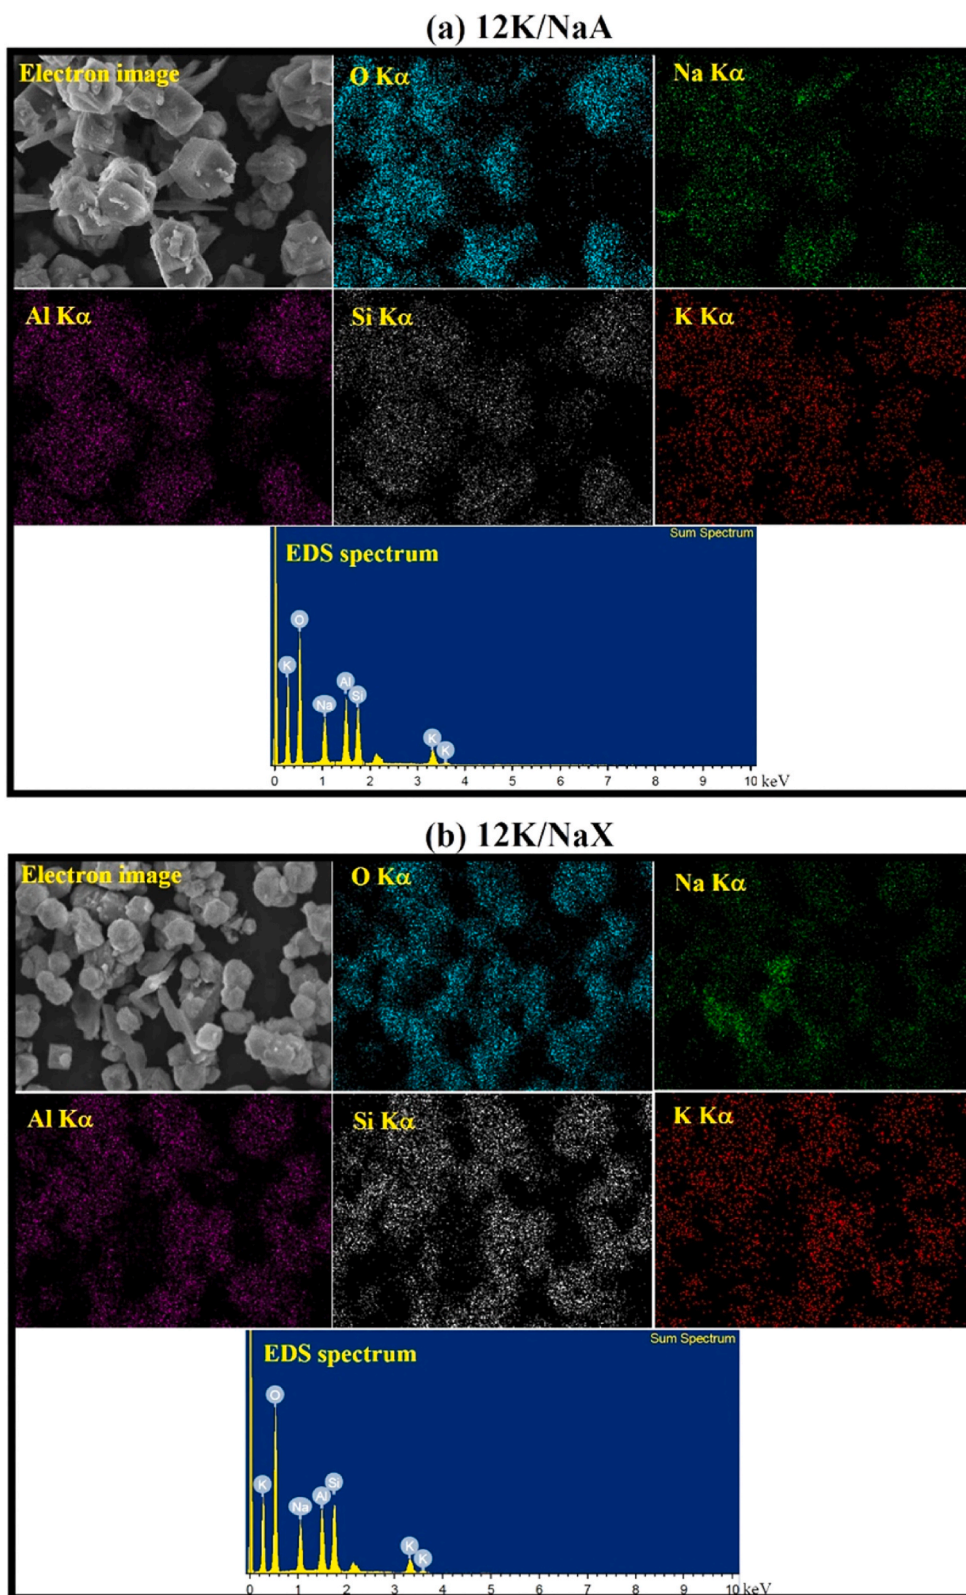 (a) 12K/NaA
Electron image
O Kα
Na Kα
Al Kα
Si Kα
K Kα
Sum Spectrum
EDS spectrum
O
K
Al
Si
Na
K
K
0 1 2 3 4 5 6 7 8 9 10 keV
(b) 12K/NaX
Electron image
O Kα
Na Kα
Al Kα
Si Kα
K Kα
Sum Spectrum
EDS spectrum
O
K
Si
Al
Na
K
K
0 1 2 3 4 5 6 7 8 9 10 keV